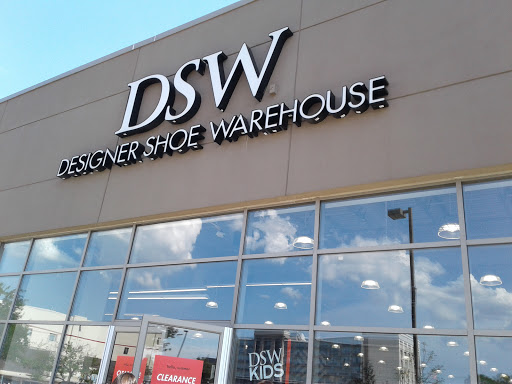 DSW
DESIGNER SHOE WAREHOUSE
DSW
KIDS
CLEARANCE